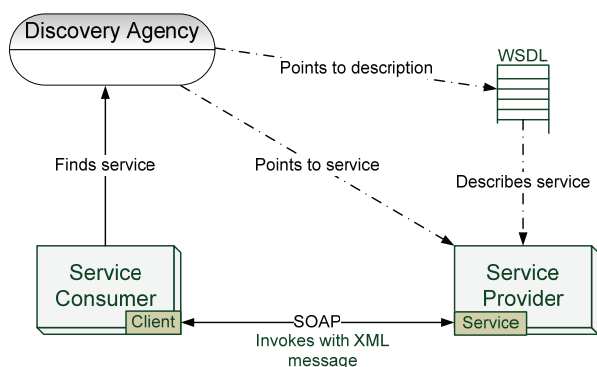 Discovery Agency
WSDL
Points to description
Finds service
Points to service
Describes service
Service
Consumer
Client
SOAP
Invokes with XML
message
Service
Provider
Service